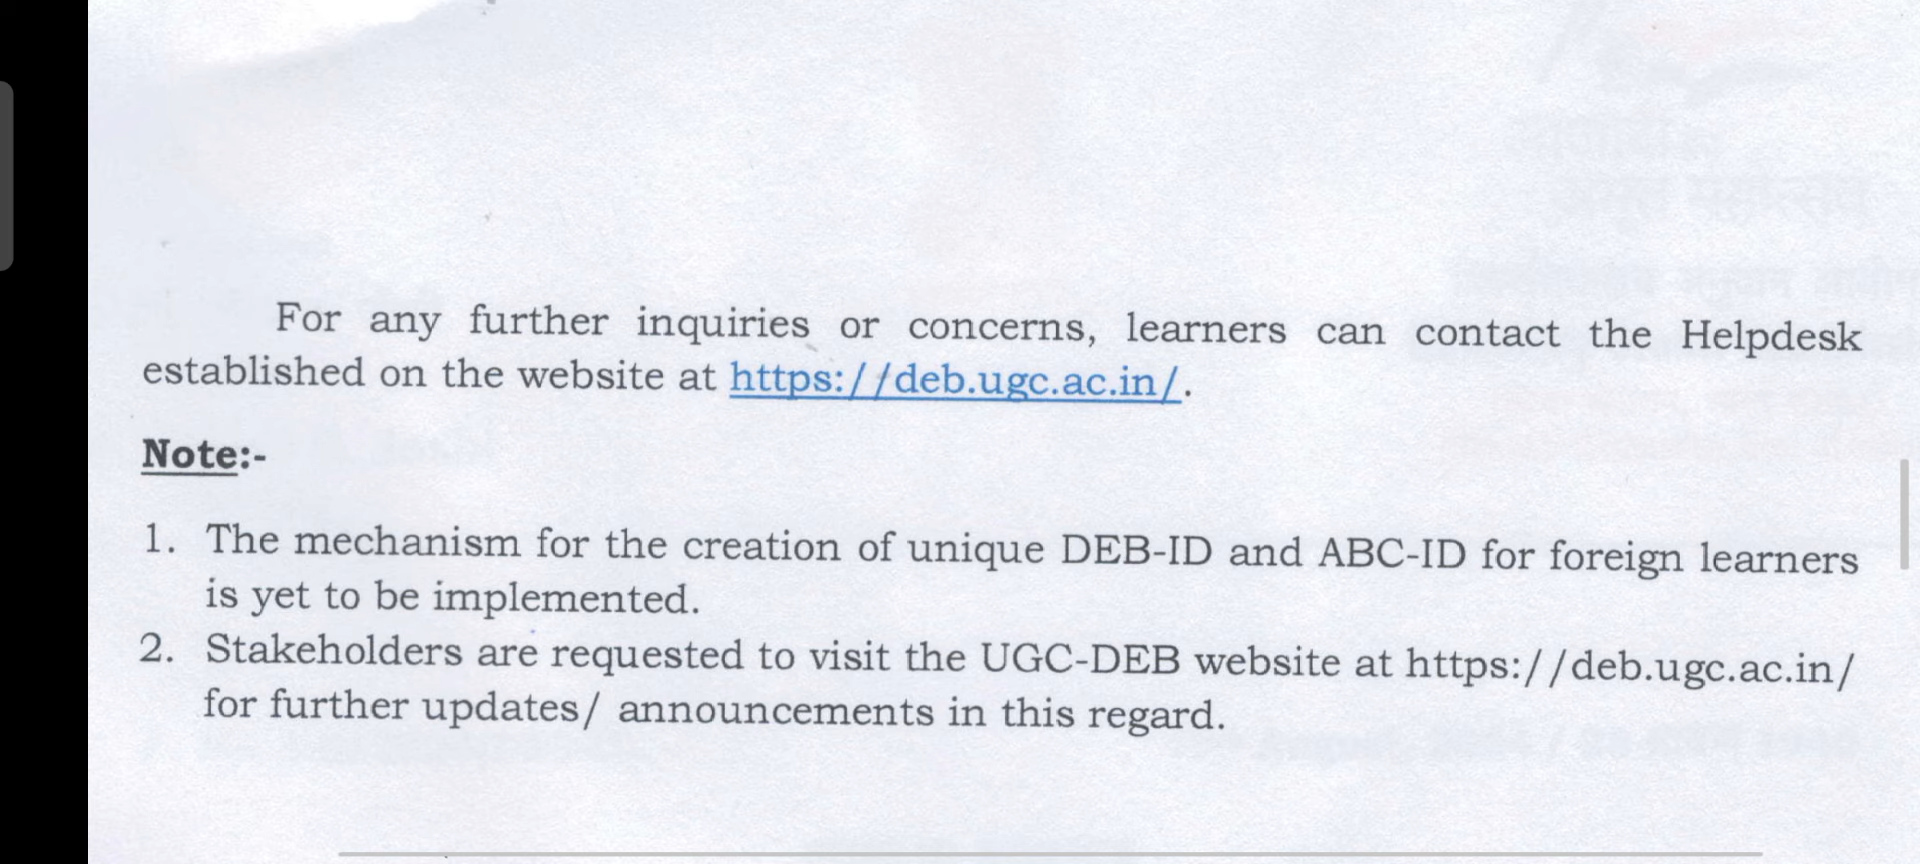 For any further inquiries or concerns, learners can contact the Helpdesk
established on the website at https://deb.ugc.ac.in/.
Note:-
1. The mechanism for the creation of unique DEB-ID and ABC-ID for foreign learners
is yet to be implemented.
2. Stakeholders are requested to visit the UGC-DEB website at https://deb.ugc.ac.in/
for further updates/ announcements in this regard.